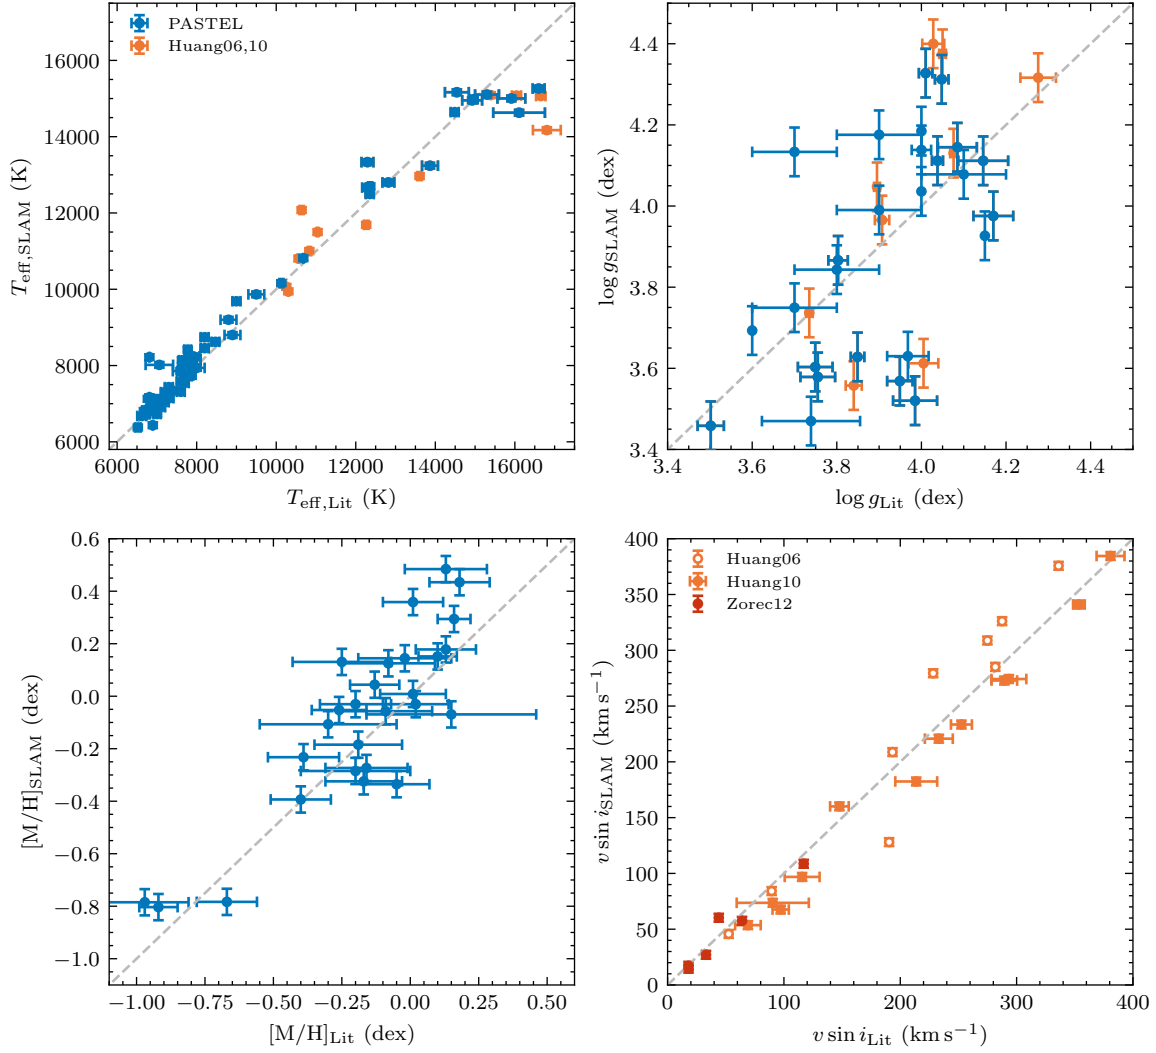 PASTEL
Huang06,10
16000
14000
12000
10000
8000
6000
6000 8000 10000 12000 14000 16000
T_eff,SLAM (K)
T_eff,Lit (K)
4.4
4.2
4.0
3.8
3.6
3.4
3.4 3.6 3.8 4.0 4.2 4.4
log g_SLAM (dex)
log g_Lit (dex)
0.6
0.4
0.2
0.0
−0.2
−0.4
−0.6
−0.8
−1.0
−1.00 −0.75 −0.50 −0.25 0.00 0.25 0.50
[M/H]_SLAM (dex)
[M/H]_Lit (dex)
Huang06
Huang10
Zorec12
400
350
300
250
200
150
100
50
0
0 100 200 300 400
v sin i_SLAM (km s⁻¹)
v sin i_Lit (km s⁻¹)